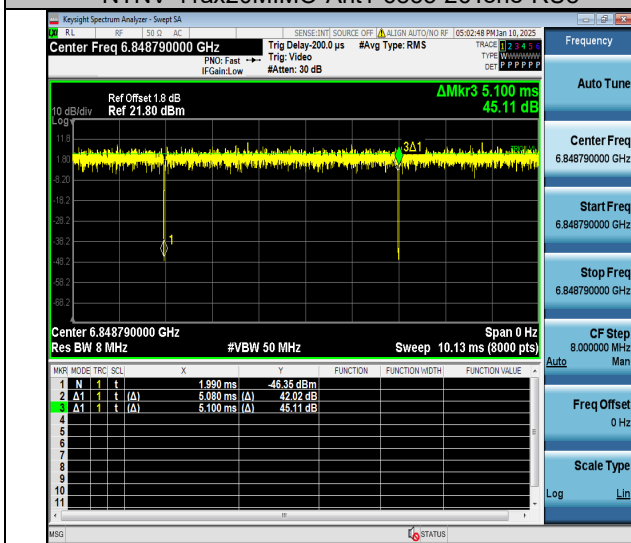 Keysight Spectrum Analyzer - Swept SA
RL RF 50 Ω AC SENSE:INT SOURCE OFF ALIGN AUTO/NO RF 05:02:48 PM Jan 10, 2025
Center Freq 6.848790000 GHz
PNO: Fast
IFGain:Low
Trig Delay-200.0 µs
Trig: Video
#Atten: 30 dB
#Avg Type: RMS
TRACE 1 2 3 4 5 6
TYPE WWWWWW
DET P P P P P P
Ref Offset 1.8 dB
10 dB/div Ref 21.80 dBm
Log
ΔMkr3 5.100 ms
45.11 dB
11.8
1.80
-8.20
-18.2
-28.2
-38.2
-48.2
-58.2
-68.2
3Δ1
1
Center 6.848790000 GHz Span 0 Hz
Res BW 8 MHz #VBW 50 MHz Sweep 10.13 ms (8000 pts)
MKR MODE TRC SCL X Y FUNCTION FUNCTION WIDTH FUNCTION VALUE
1 N 1 t 1.990 ms -46.35 dBm
2 Δ1 1 t (Δ) 5.080 ms (Δ) 42.02 dB
3 Δ1 1 t (Δ) 5.100 ms (Δ) 45.11 dB
4
5
6
7
8
9
10
11
MSG STATUS
Frequency
Auto Tune
Center Freq
6.848790000 GHz
Start Freq
6.848790000 GHz
Stop Freq
6.848790000 GHz
CF Step
8.000000 MHz
Auto Man
Freq Offset
0 Hz
Scale Type
Log Lin